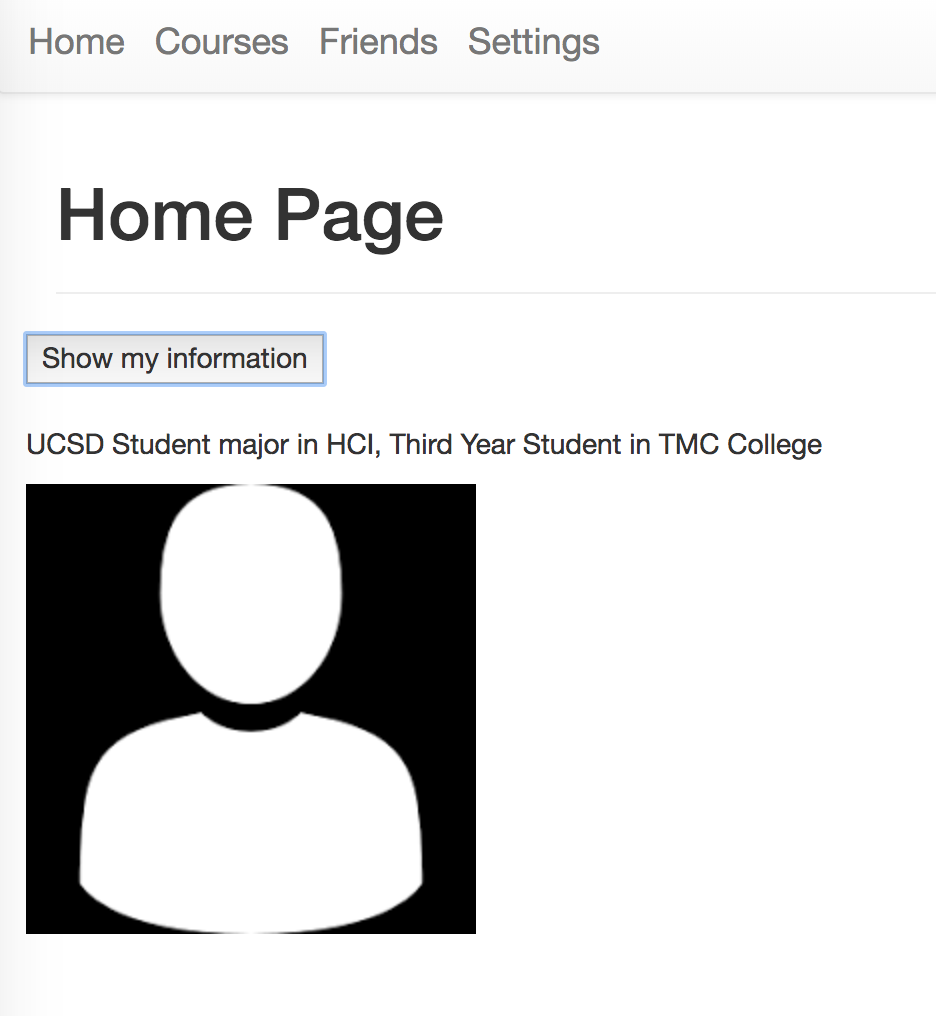 Home Courses Friends Settings
Home Page
Show my information
UCSD Student major in HCI, Third Year Student in TMC College